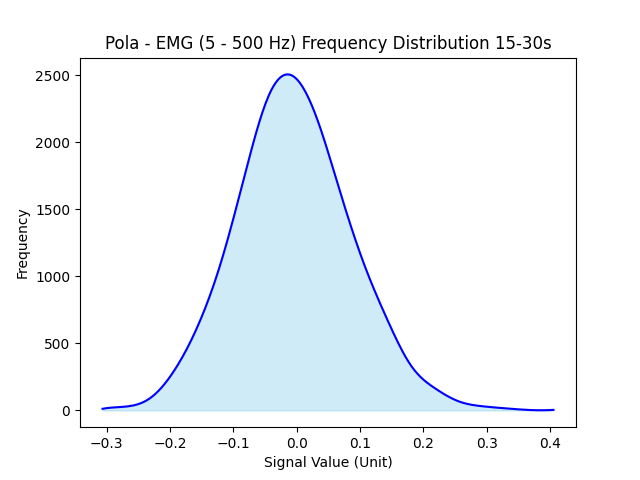 Pola - EMG (5 - 500 Hz) Frequency Distribution 15-30s
Frequency
2500
2000
1500
1000
500
0
−0.3 −0.2 −0.1 0.0 0.1 0.2 0.3 0.4
Signal Value (Unit)